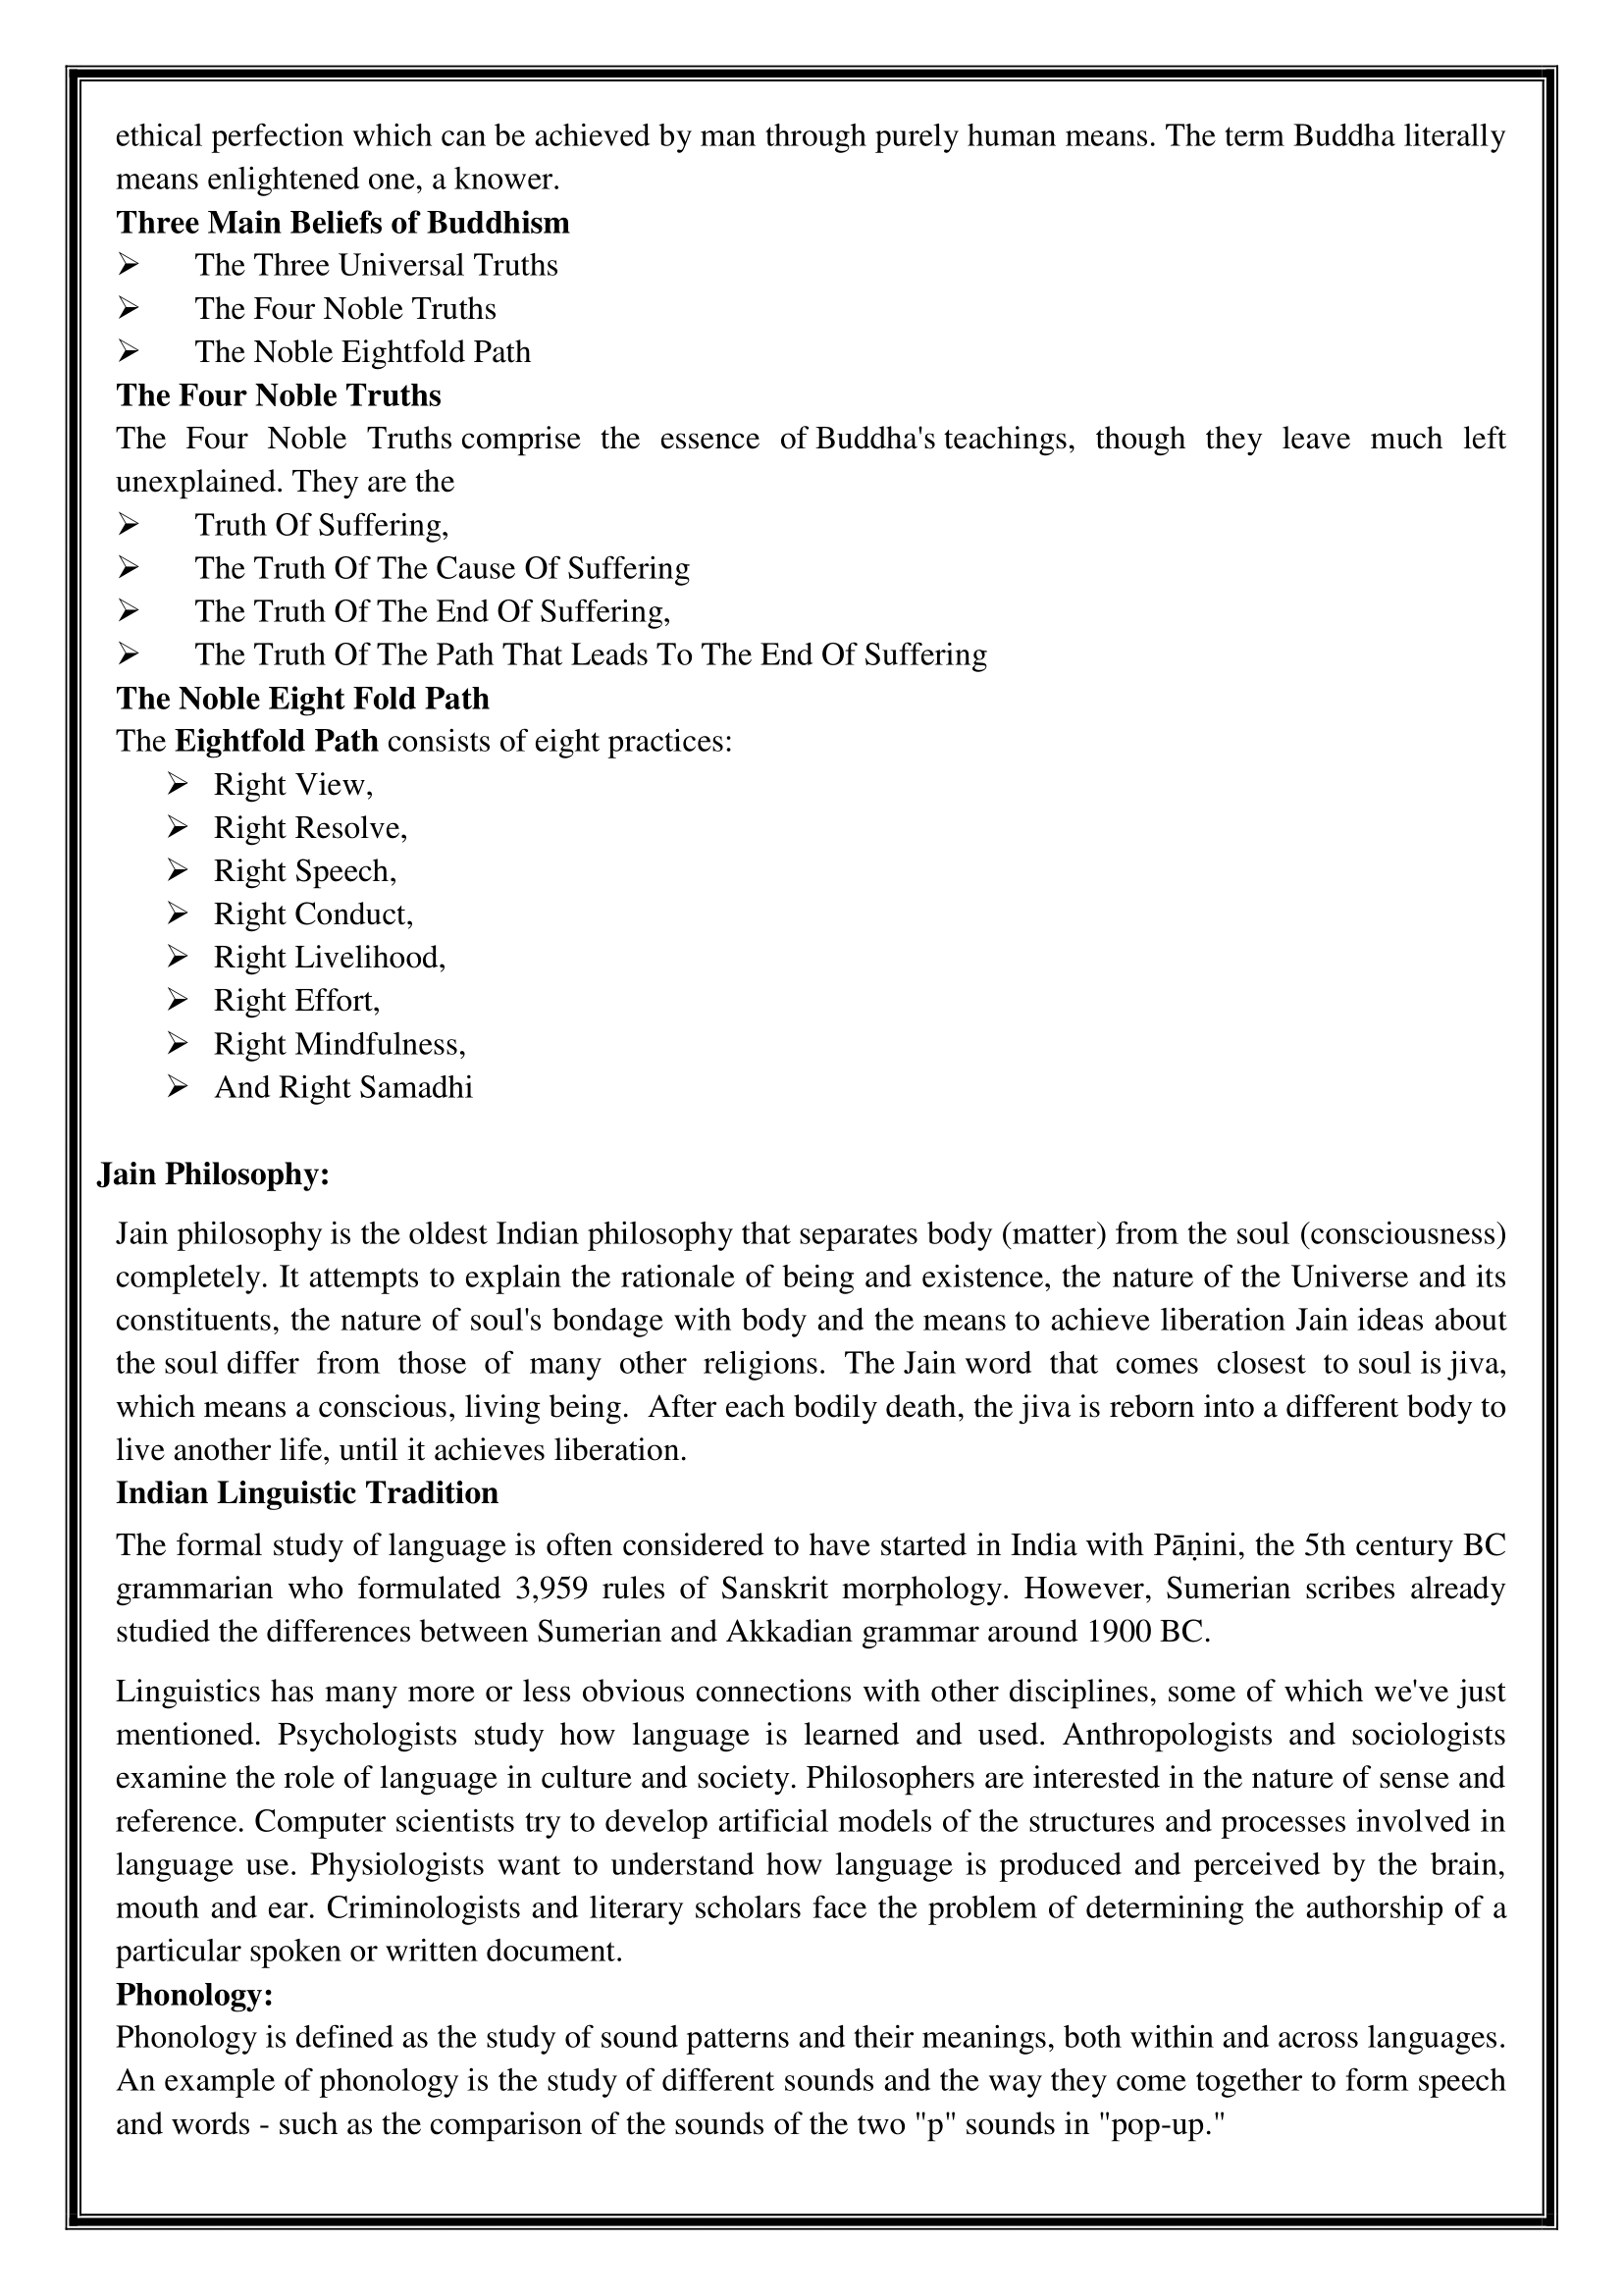 ethical perfection which can be achieved by man through purely human means. The term Buddha literally
means enlightened one, a knower.
Three Main Beliefs of Buddhism
➢ The Three Universal Truths
➢ The Four Noble Truths
➢ The Noble Eightfold Path
The Four Noble Truths
The Four Noble Truths comprise the essence of Buddha's teachings, though they leave much left
unexplained. They are the
➢ Truth Of Suffering,
➢ The Truth Of The Cause Of Suffering
➢ The Truth Of The End Of Suffering,
➢ The Truth Of The Path That Leads To The End Of Suffering
The Noble Eight Fold Path
The Eightfold Path consists of eight practices:
➢ Right View,
➢ Right Resolve,
➢ Right Speech,
➢ Right Conduct,
➢ Right Livelihood,
➢ Right Effort,
➢ Right Mindfulness,
➢ And Right Samadhi
Jain Philosophy:
Jain philosophy is the oldest Indian philosophy that separates body (matter) from the soul (consciousness)
completely. It attempts to explain the rationale of being and existence, the nature of the Universe and its
constituents, the nature of soul's bondage with body and the means to achieve liberation Jain ideas about
the soul differ from those of many other religions. The Jain word that comes closest to soul is jiva,
which means a conscious, living being. After each bodily death, the jiva is reborn into a different body to
live another life, until it achieves liberation.
Indian Linguistic Tradition
The formal study of language is often considered to have started in India with Pāṇini, the 5th century BC
grammarian who formulated 3,959 rules of Sanskrit morphology. However, Sumerian scribes already
studied the differences between Sumerian and Akkadian grammar around 1900 BC.
Linguistics has many more or less obvious connections with other disciplines, some of which we've just
mentioned. Psychologists study how language is learned and used. Anthropologists and sociologists
examine the role of language in culture and society. Philosophers are interested in the nature of sense and
reference. Computer scientists try to develop artificial models of the structures and processes involved in
language use. Physiologists want to understand how language is produced and perceived by the brain,
mouth and ear. Criminologists and literary scholars face the problem of determining the authorship of a
particular spoken or written document.
Phonology:
Phonology is defined as the study of sound patterns and their meanings, both within and across languages.
An example of phonology is the study of different sounds and the way they come together to form speech
and words - such as the comparison of the sounds of the two "p" sounds in "pop-up."